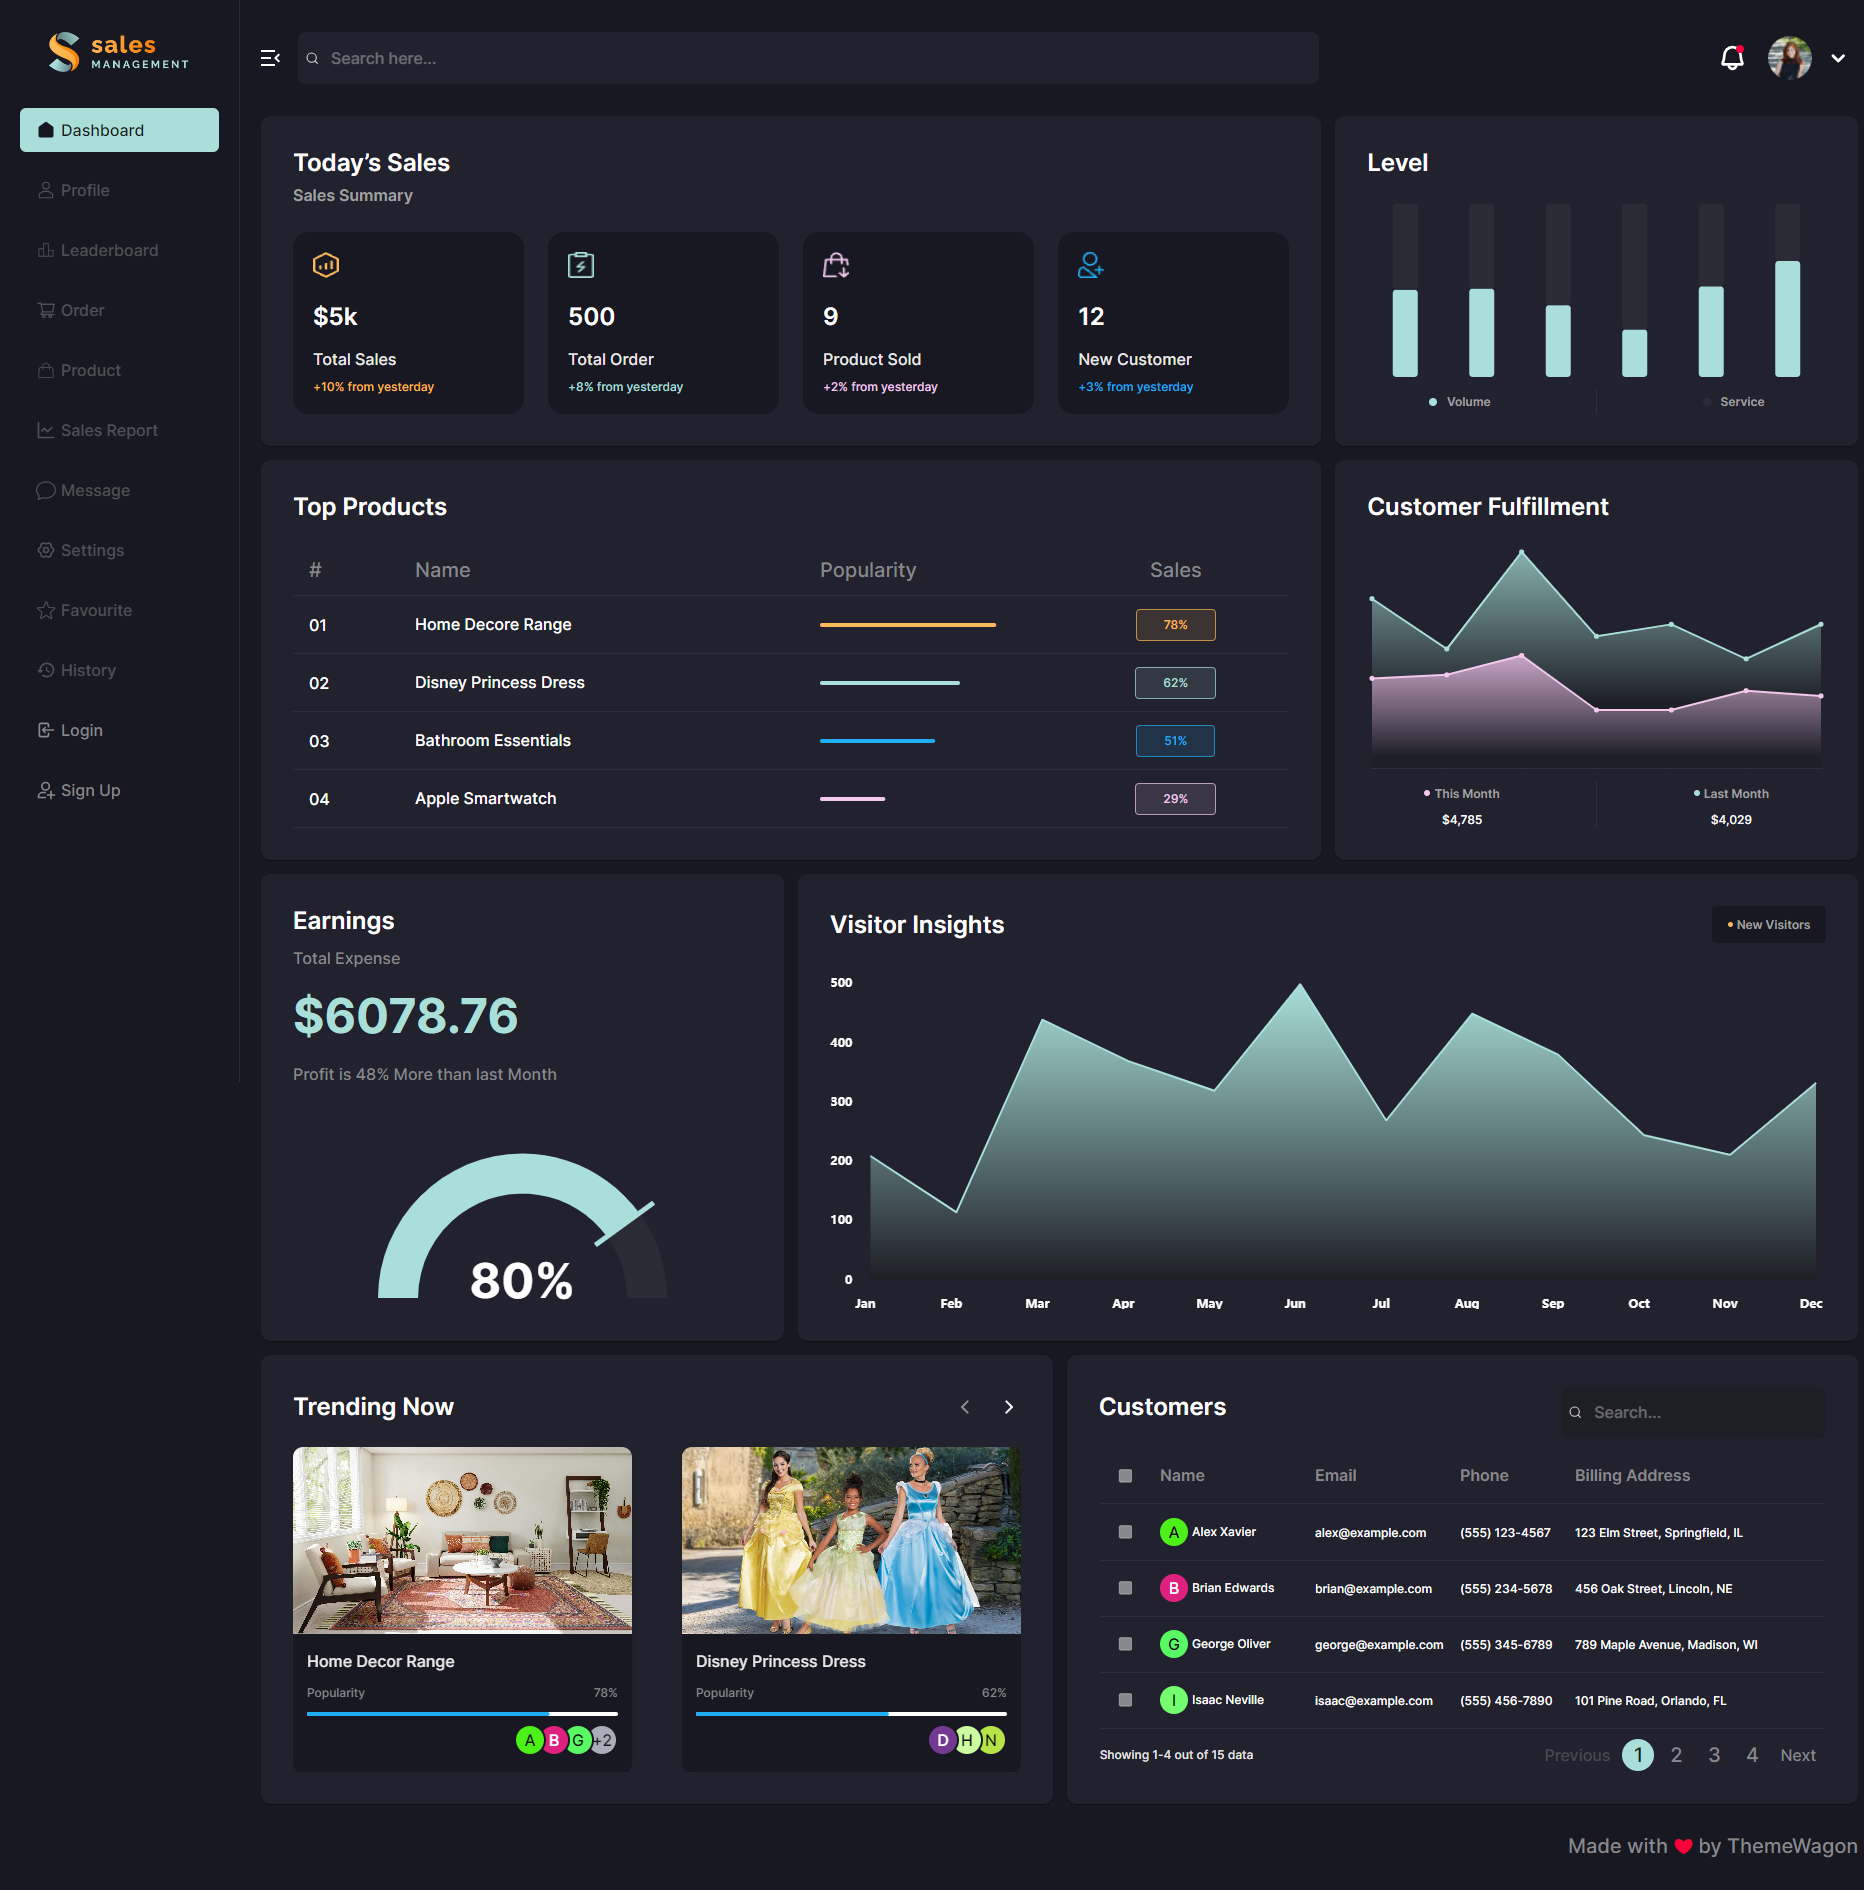 sales
MANAGEMENT
Search here...
Dashboard
Profile
Leaderboard
Order
Product
Sales Report
Message
Settings
Favourite
History
Login
Sign Up
Today’s Sales
Sales Summary
$5k
Total Sales
+10% from yesterday
500
Total Order
+8% from yesterday
9
Product Sold
+2% from yesterday
12
New Customer
+3% from yesterday
Level
Volume
Service
Top Products
# Name Popularity Sales
01 Home Decore Range 78%
02 Disney Princess Dress 62%
03 Bathroom Essentials 51%
04 Apple Smartwatch 29%
Customer Fulfillment
This Month
$4,785
Last Month
$4,029
Earnings
Total Expense
$6078.76
Profit is 48% More than last Month
80%
Visitor Insights
New Visitors
500
400
300
200
100
0
Jan Feb Mar Apr May Jun Jul Aug Sep Oct Nov Dec
Trending Now
Home Decor Range
Popularity 78%
A B G +2
Disney Princess Dress
Popularity 62%
D H N
Customers
Search...
Name Email Phone Billing Address
A Alex Xavier alex@example.com (555) 123-4567 123 Elm Street, Springfield, IL
B Brian Edwards brian@example.com (555) 234-5678 456 Oak Street, Lincoln, NE
G George Oliver george@example.com (555) 345-6789 789 Maple Avenue, Madison, WI
I Isaac Neville isaac@example.com (555) 456-7890 101 Pine Road, Orlando, FL
Showing 1-4 out of 15 data
Previous 1 2 3 4 Next
Made with ❤ by ThemeWagon